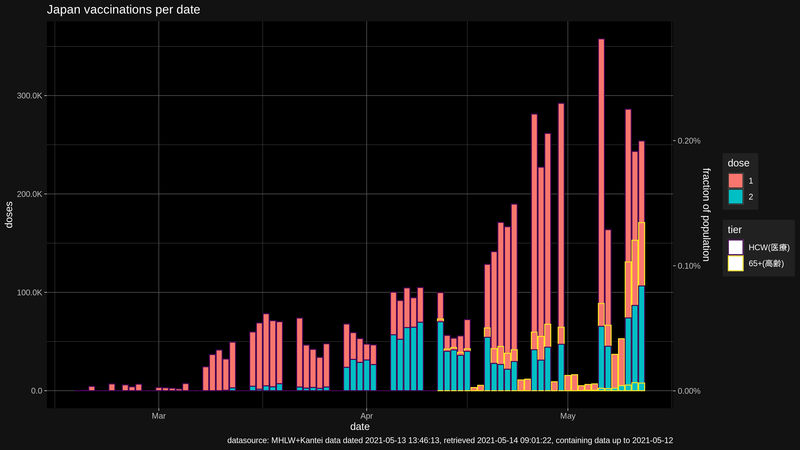 Japan vaccinations per date
doses
300.0K
200.0K
100.0K
0.0
0.20%
0.10%
0.00%
fraction of population
Mar
Apr
May
date
dose
1
2
tier
HCW(医療)
65+(高齢)
datasource: MHLW+Kantei data dated 2021-05-13 13:46:13, retrieved 2021-05-14 09:01:22, containing data up to 2021-05-12